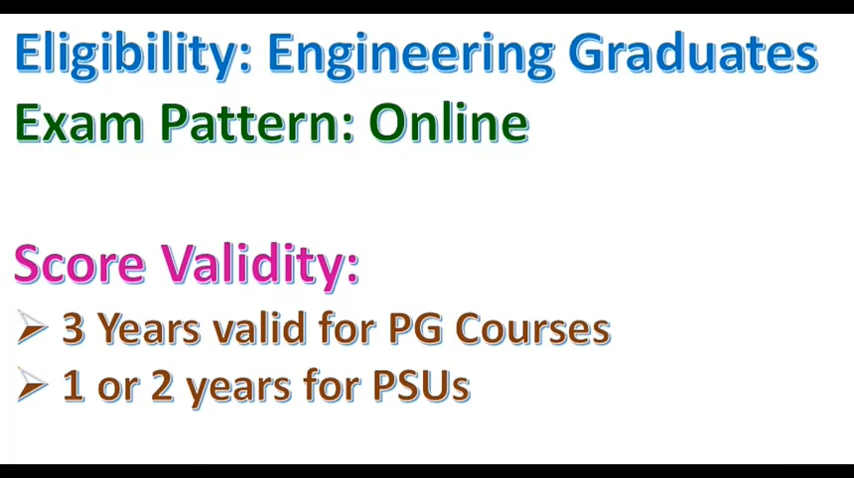 Eligibility: Engineering Graduates
Exam Pattern: Online
Score Validity:
➢ 3 Years valid for PG Courses
➢ 1 or 2 years for PSUs